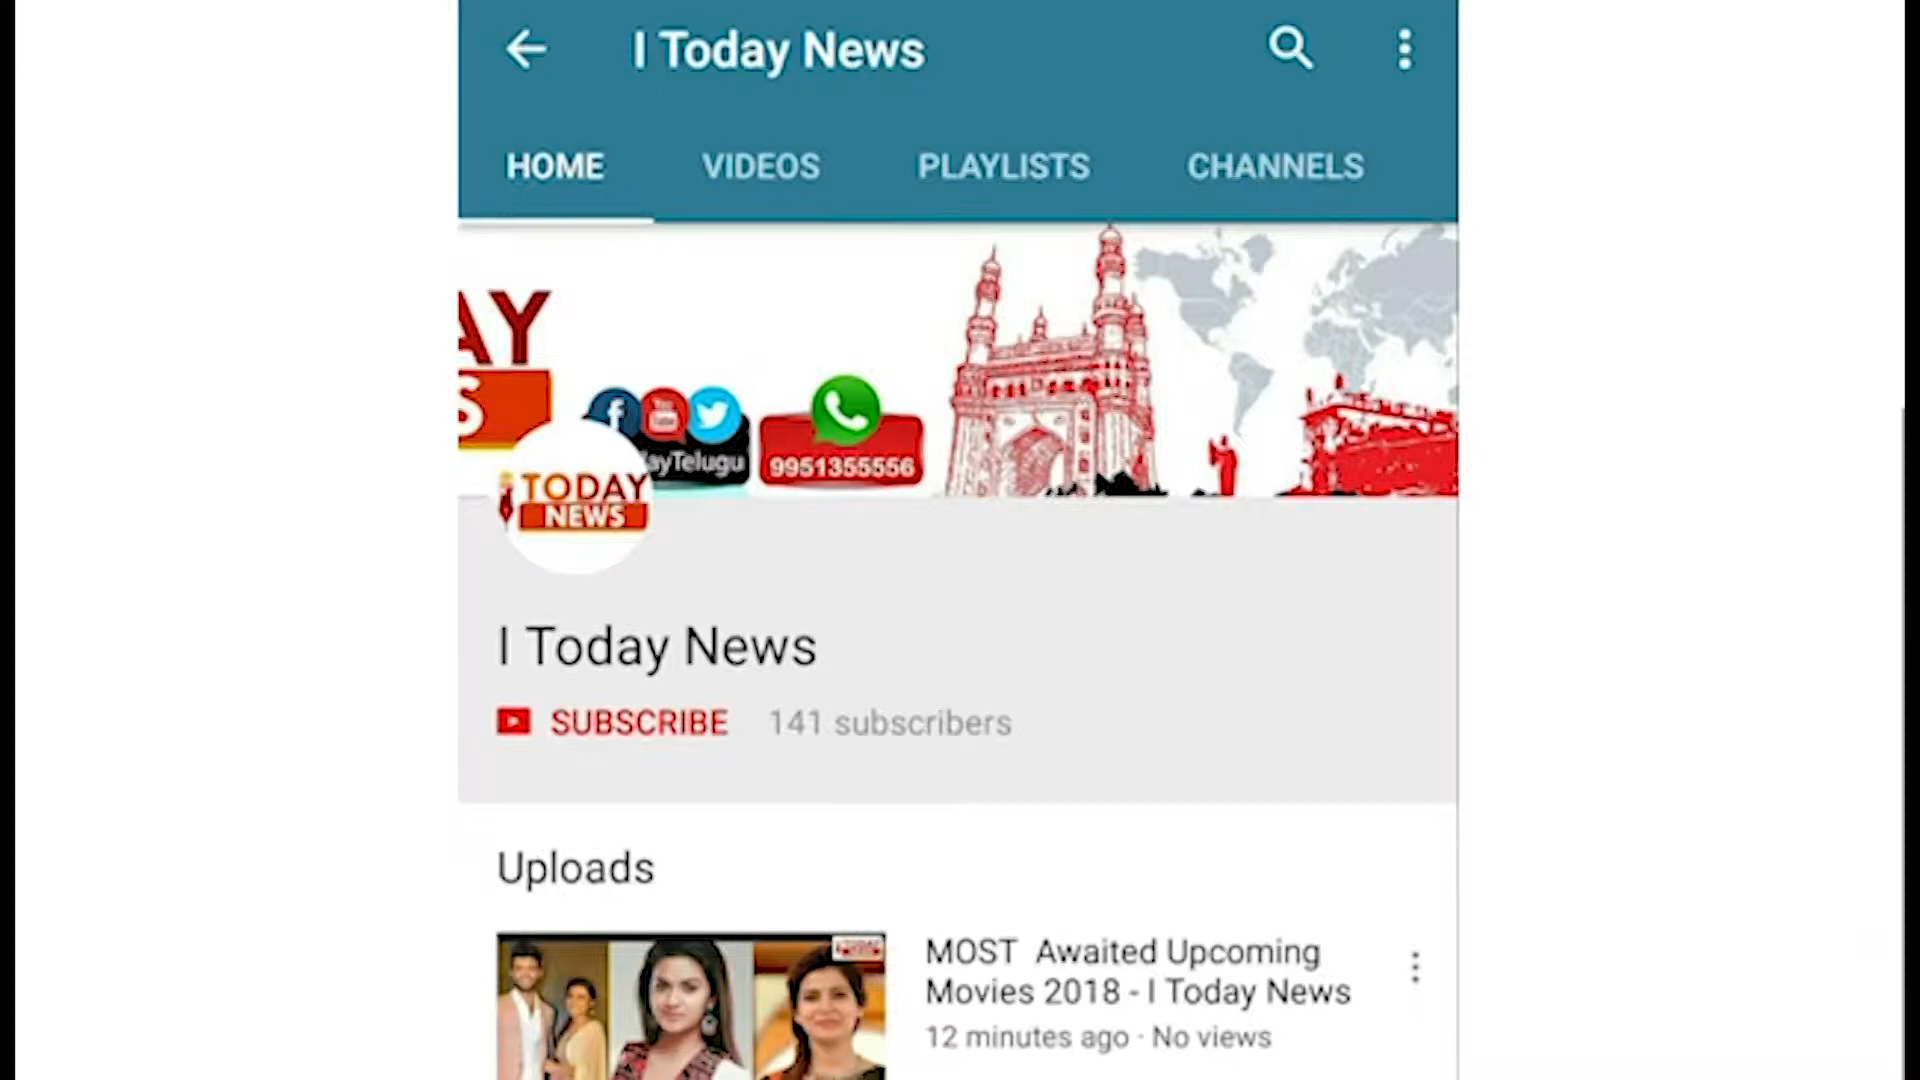 I Today News
HOME VIDEOS PLAYLISTS CHANNELS
AY
S
ayTelugu
9951355556
TODAY
NEWS
I Today News
SUBSCRIBE 141 subscribers
Uploads
MOST Awaited Upcoming
Movies 2018 - I Today News
12 minutes ago · No views